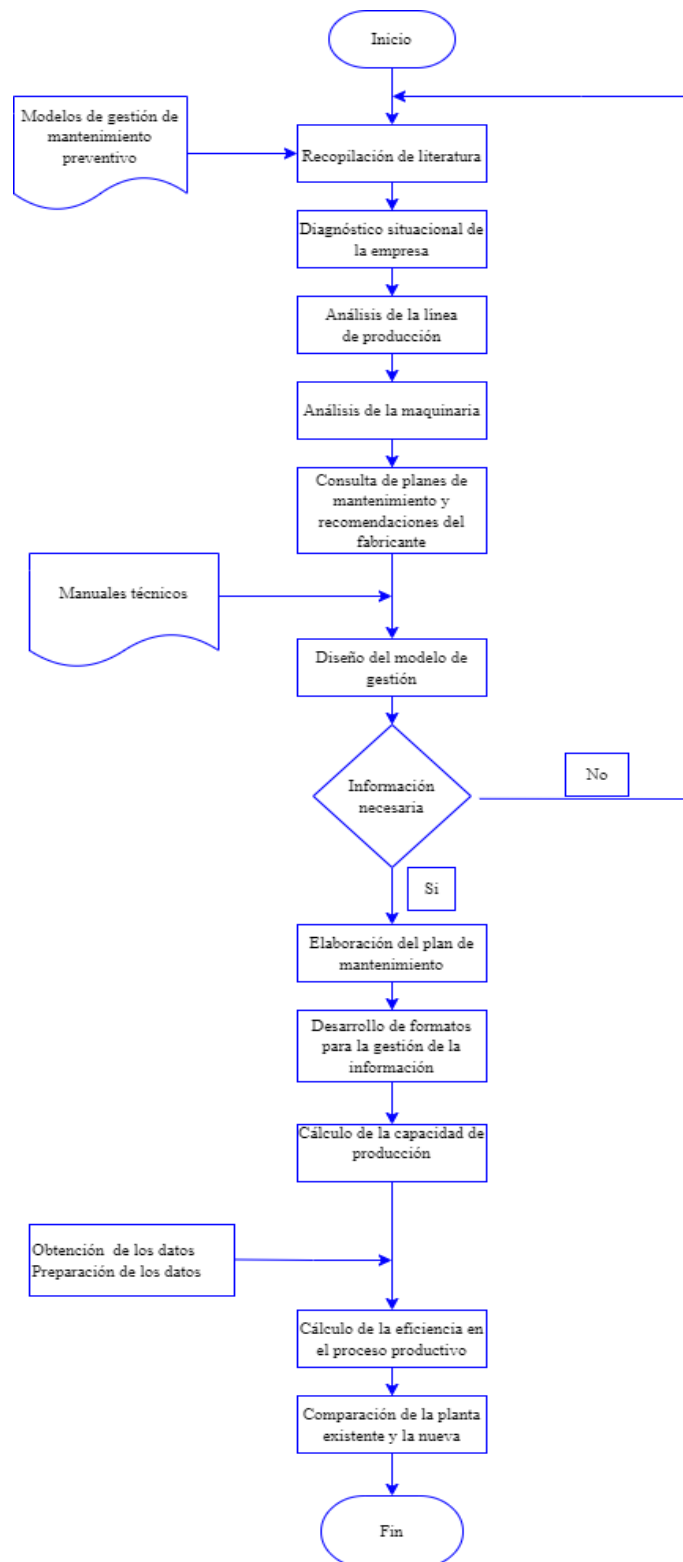 Inicio
Modelos de gestión de
mantenimiento
preventivo
Recopilación de literatura
Diagnóstico situacional de
la empresa
Análisis de la línea
de producción
Análisis de la maquinaria
Consulta de planes de
mantenimiento y
recomendaciones del
fabricante
Manuales técnicos
Diseño del modelo de
gestión
Información
necesaria
No
Si
Elaboración del plan de
mantenimiento
Desarrollo de formatos
para la gestión de la
información
Cálculo de la capacidad de
producción
Obtención de los datos
Preparación de los datos
Cálculo de la eficiencia en
el proceso productivo
Comparación de la planta
existente y la nueva
Fin